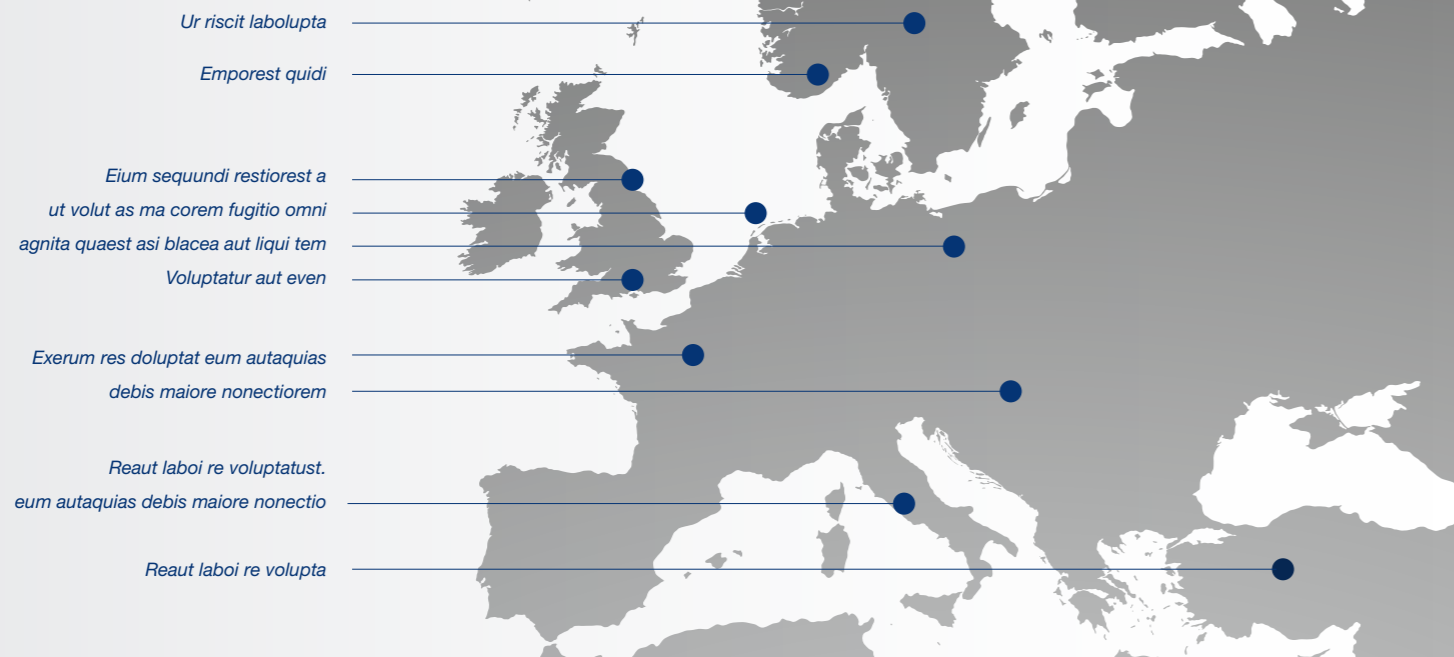 Ur riscit labolupta
Emporest quidi
Eium sequundi restiorest a
ut volut as ma corem fugitio omni
agnita quaest asi blacea aut liqui tem
Voluptatur aut even
Exerum res doluptat eum autaquias
debis maiore nonectiorem
Reaut laboi re voluptatust.
eum autaquias debis maiore nonectio
Reaut laboi re volupta